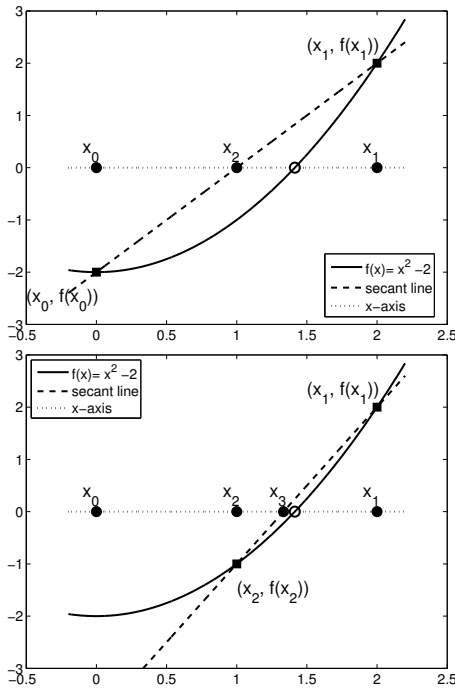 3
2
(x₁, f(x₁))
1
x₀ x₂ x₁
0
−1
f(x)= x² −2
secant line
x−axis
−2
(x₀, f(x₀))
−3
−0.5 0 0.5 1 1.5 2 2.5
3
f(x)= x² −2
secant line
x−axis
(x₁, f(x₁))
2
1
x₀ x₂ x₃ x₁
0
−1
(x₂, f(x₂))
−2
−3
−0.5 0 0.5 1 1.5 2 2.5